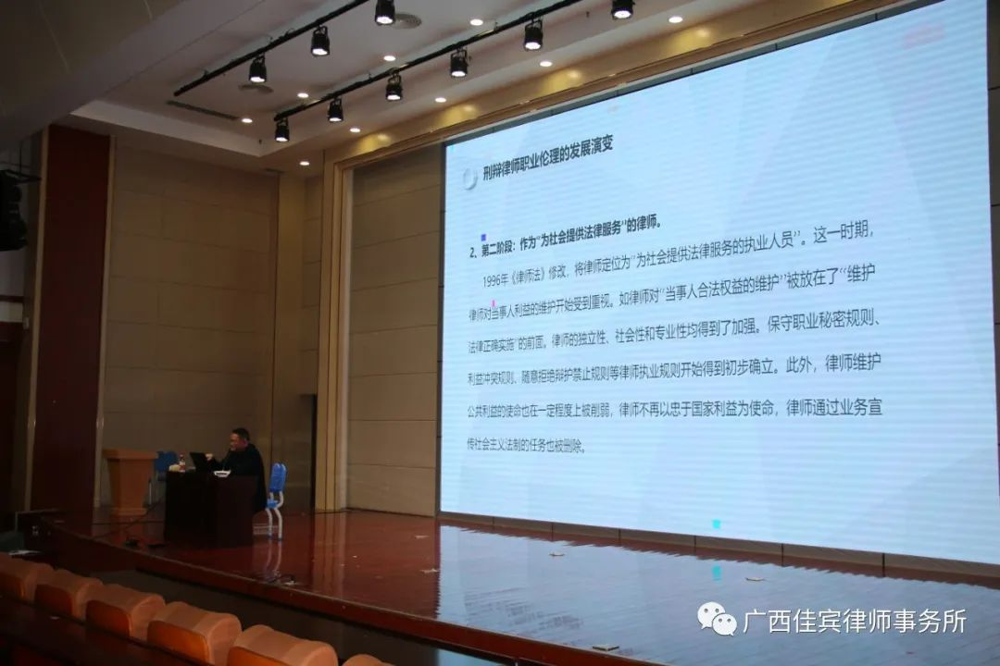 刑辩律师职业伦理的发展演变
2、第二阶段：作为“为社会提供法律服务”的律师。
1996年《律师法》修改，将律师定位为“为社会提供法律服务的执业人员”。这一时期，
律师对当事人利益的维护开始受到重视。如律师对“当事人合法权益的维护”被放在了“维护
法律正确实施”的前面。律师的独立性、社会性和专业性均得到了加强。保守职业秘密规则、
利益冲突规则、随意拒绝辩护禁止规则等律师执业规则开始得到初步确立。此外，律师维护
公共利益的使命也在一定程度上被削弱，律师不再以忠于国家利益为使命，律师通过业务宣
传社会主义法制的任务也被删除。
广西佳宾律师事务所